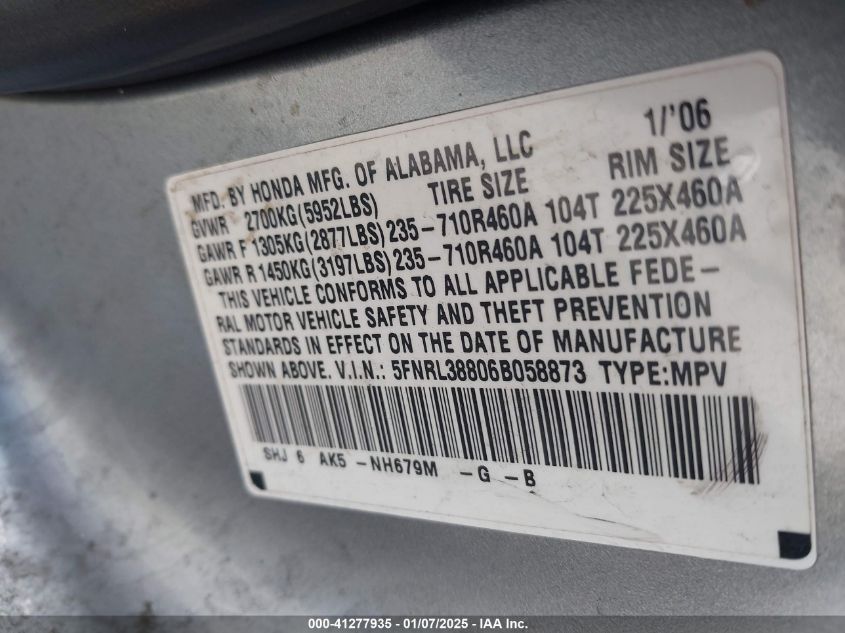 1/'06
MFD. BY HONDA MFG. OF ALABAMA, LLC
GVWR 2700KG(5952LBS) TIRE SIZE RIM SIZE
GAWR F 1305KG(2877LBS) 235-710R460A 104T 225X460A
GAWR R 1450KG(3197LBS) 235-710R460A 104T 225X460A
THIS VEHICLE CONFORMS TO ALL APPLICABLE FEDE-
RAL MOTOR VEHICLE SAFETY AND THEFT PREVENTION
STANDARDS IN EFFECT ON THE DATE OF MANUFACTURE
SHOWN ABOVE. V.I.N.: 5FNRL38806B058873 TYPE:MPV
SHJ 6 AK5 -NH679M -G -B
000-41277935 - 01/07/2025 - IAA Inc.